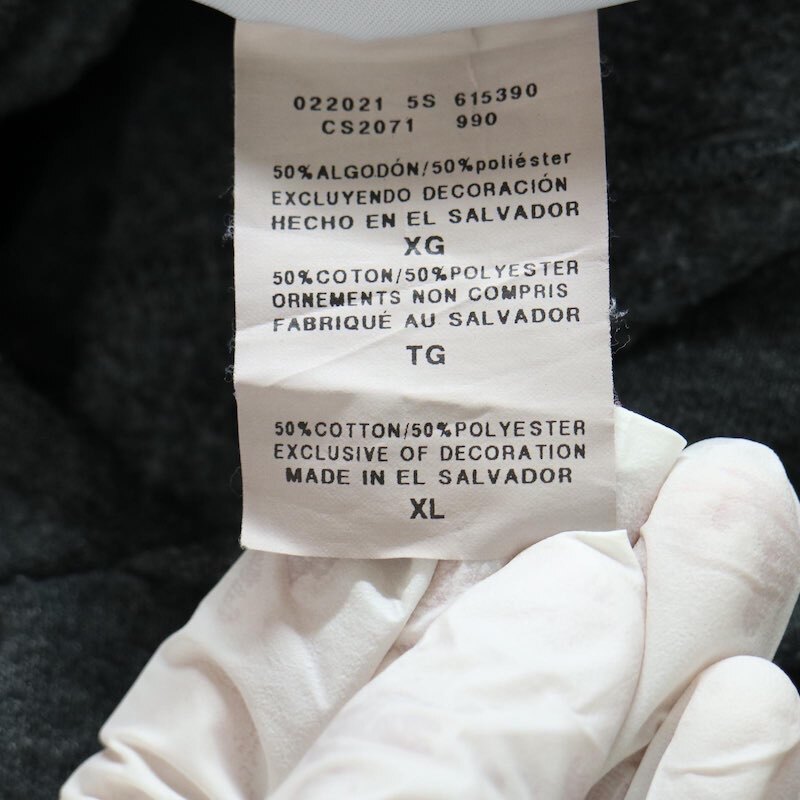 022021 5S 615390
CS2071 990
50%ALGODÓN/50%poliéster
EXCLUYENDO DECORACIÓN
HECHO EN EL SALVADOR
XG
50%COTON/50%POLYESTER
ORNEMENTS NON COMPRIS
FABRIQUÉ AU SALVADOR
TG
50%COTTON/50%POLYESTER
EXCLUSIVE OF DECORATION
MADE IN EL SALVADOR
XL